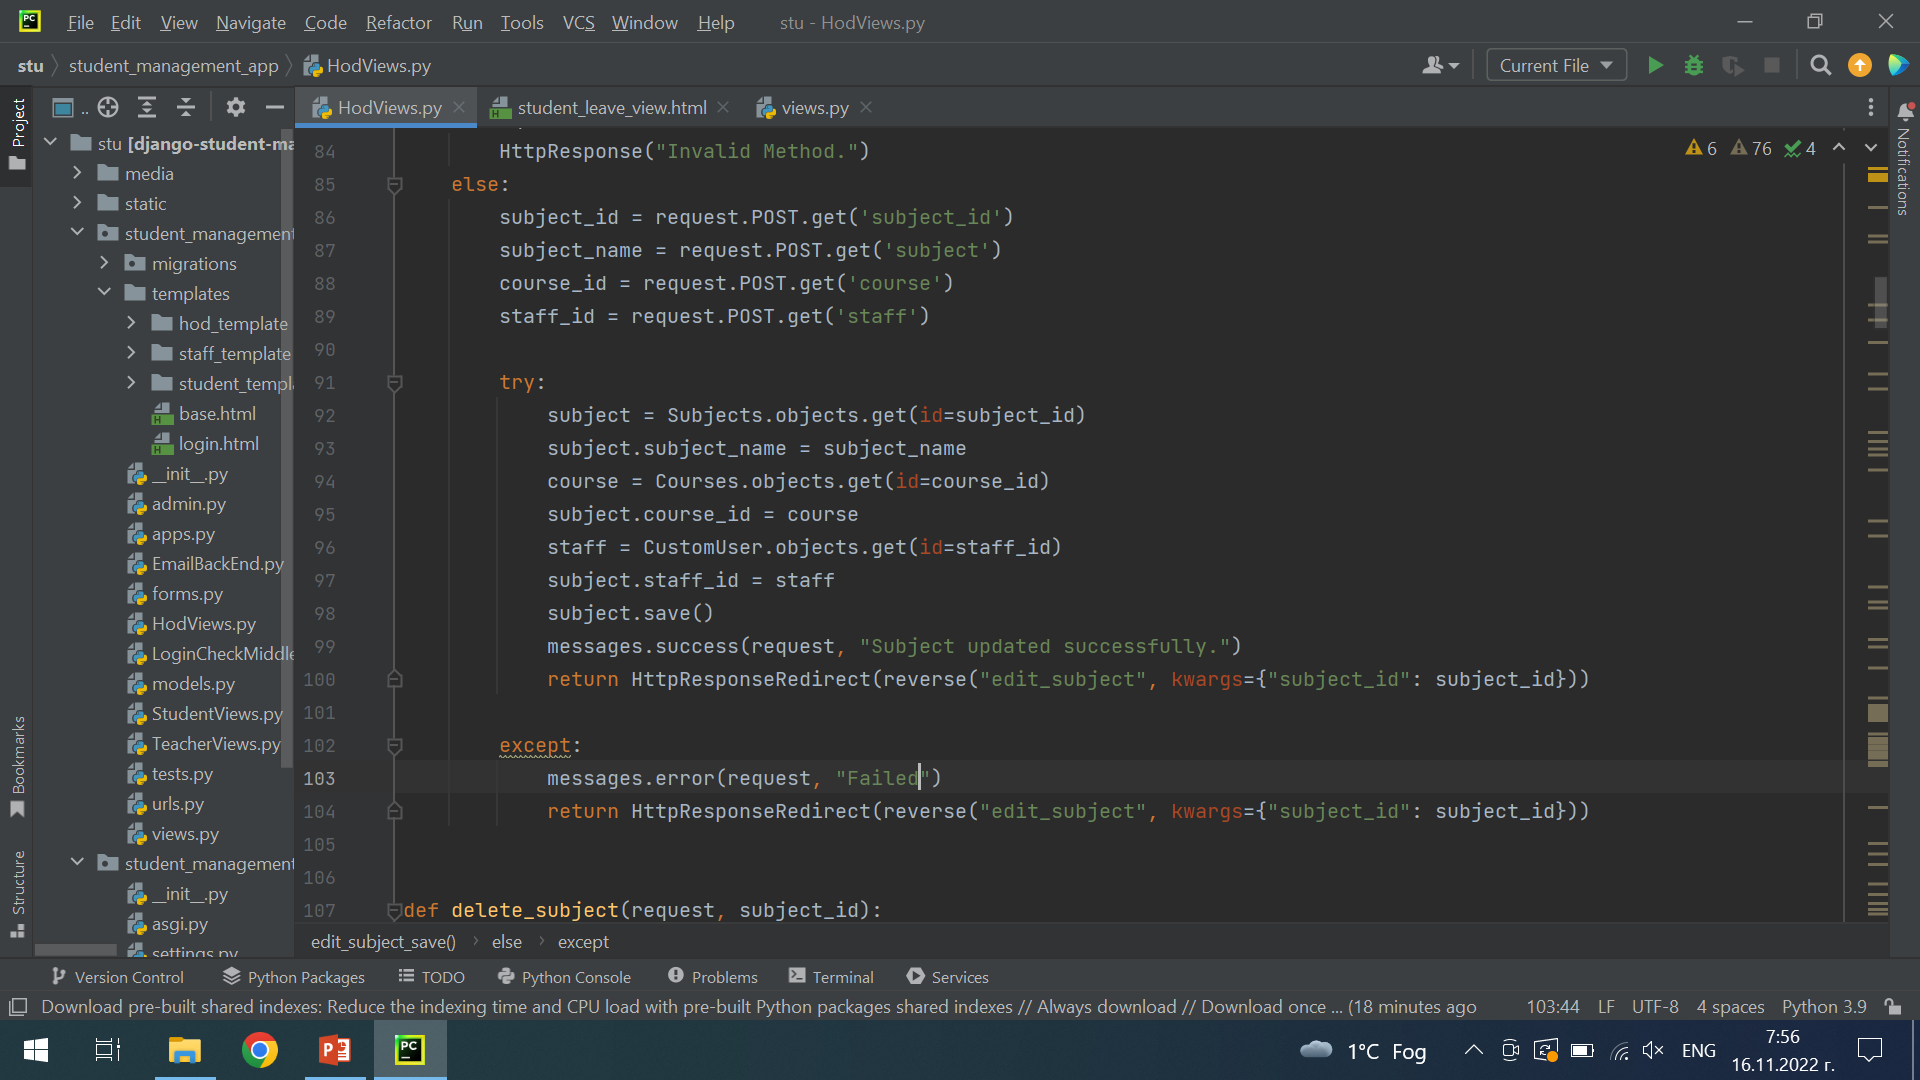 File Edit View Navigate Code Refactor Run Tools VCS Window Help stu - HodViews.py
stu student_management_app HodViews.py Current File
Project
HodViews.py student_leave_view.html views.py
stu [django-student-ma
media
static
student_management
migrations
templates
hod_template
staff_template
student_templ
base.html
login.html
__init__.py
admin.py
apps.py
EmailBackEnd.py
forms.py
HodViews.py
LoginCheckMiddle
models.py
StudentViews.py
TeacherViews.py
tests.py
urls.py
views.py
student_management
__init__.py
asgi.py
settings.py
6 76 4
84 HttpResponse("Invalid Method.")
85 else:
86 subject_id = request.POST.get('subject_id')
87 subject_name = request.POST.get('subject')
88 course_id = request.POST.get('course')
89 staff_id = request.POST.get('staff')
90
91 try:
92 subject = Subjects.objects.get(id=subject_id)
93 subject.subject_name = subject_name
94 course = Courses.objects.get(id=course_id)
95 subject.course_id = course
96 staff = CustomUser.objects.get(id=staff_id)
97 subject.staff_id = staff
98 subject.save()
99 messages.success(request, "Subject updated successfully.")
100 return HttpResponseRedirect(reverse("edit_subject", kwargs={"subject_id": subject_id}))
101
102 except:
103 messages.error(request, "Failed")
104 return HttpResponseRedirect(reverse("edit_subject", kwargs={"subject_id": subject_id}))
105
106
107 def delete_subject(request, subject_id):
edit_subject_save() else except
Notifications
Bookmarks
Structure
Version Control Python Packages TODO Python Console Problems Terminal Services
Download pre-built shared indexes: Reduce the indexing time and CPU load with pre-built Python packages shared indexes // Always download // Download once ... (18 minutes ago 103:44 LF UTF-8 4 spaces Python 3.9
1°C Fog ENG 7:56
16.11.2022 г.